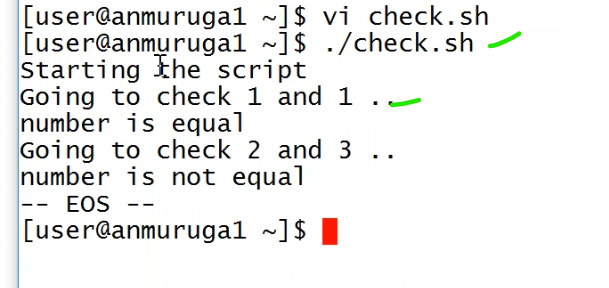 [user@anmuruga1 ~]$ vi check.sh
[user@anmuruga1 ~]$ ./check.sh
Starting the script
Going to check 1 and 1 ..
number is equal
Going to check 2 and 3 ..
number is not equal
-- EOS --
[user@anmuruga1 ~]$